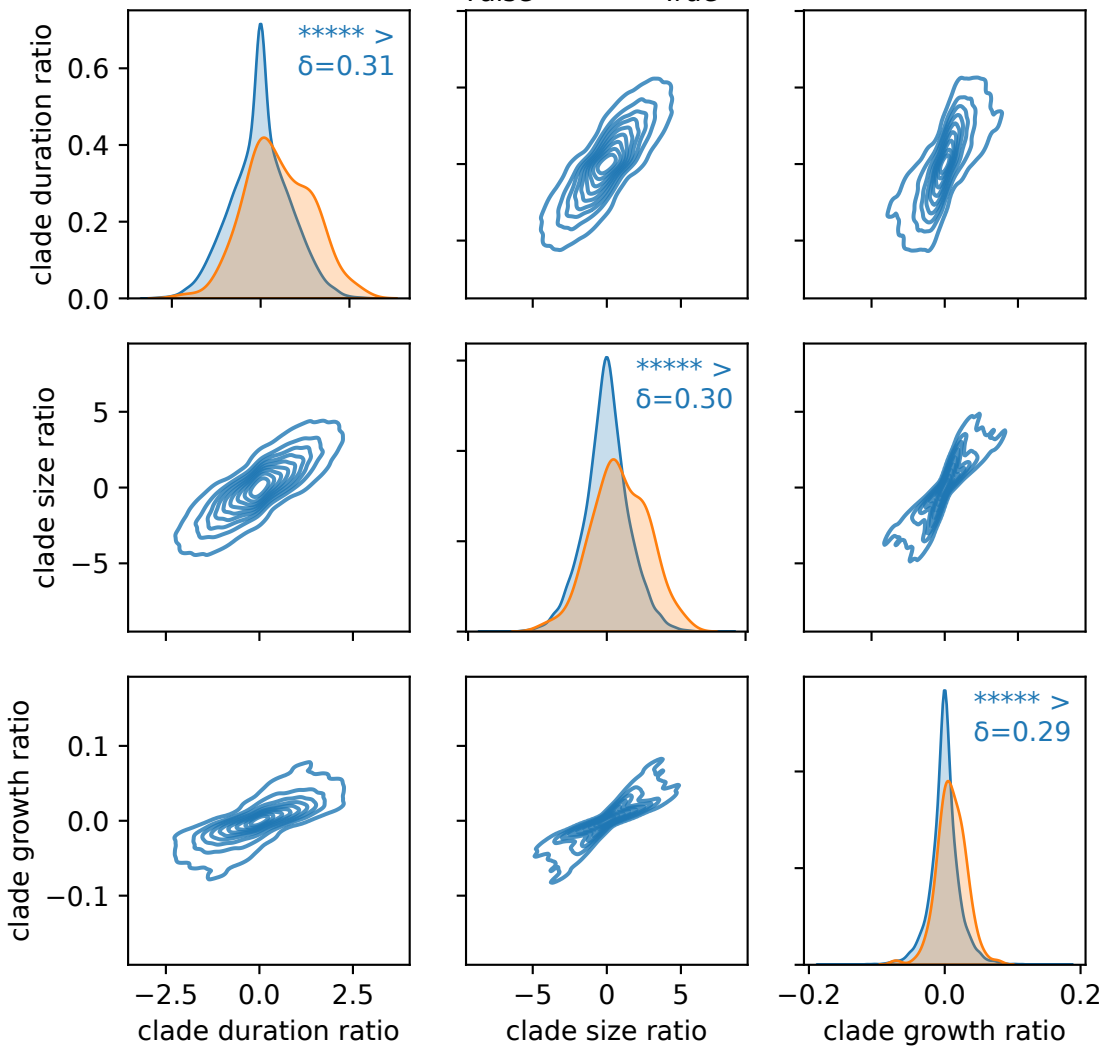 ***** >
δ=0.31
clade duration ratio
0.6
0.4
0.2
0.0
***** >
δ=0.30
clade size ratio
5
0
−5
***** >
δ=0.29
clade growth ratio
0.1
0.0
−0.1
−2.5 0.0 2.5 −5 0 5 −0.2 0.0 0.2
clade duration ratio clade size ratio clade growth ratio